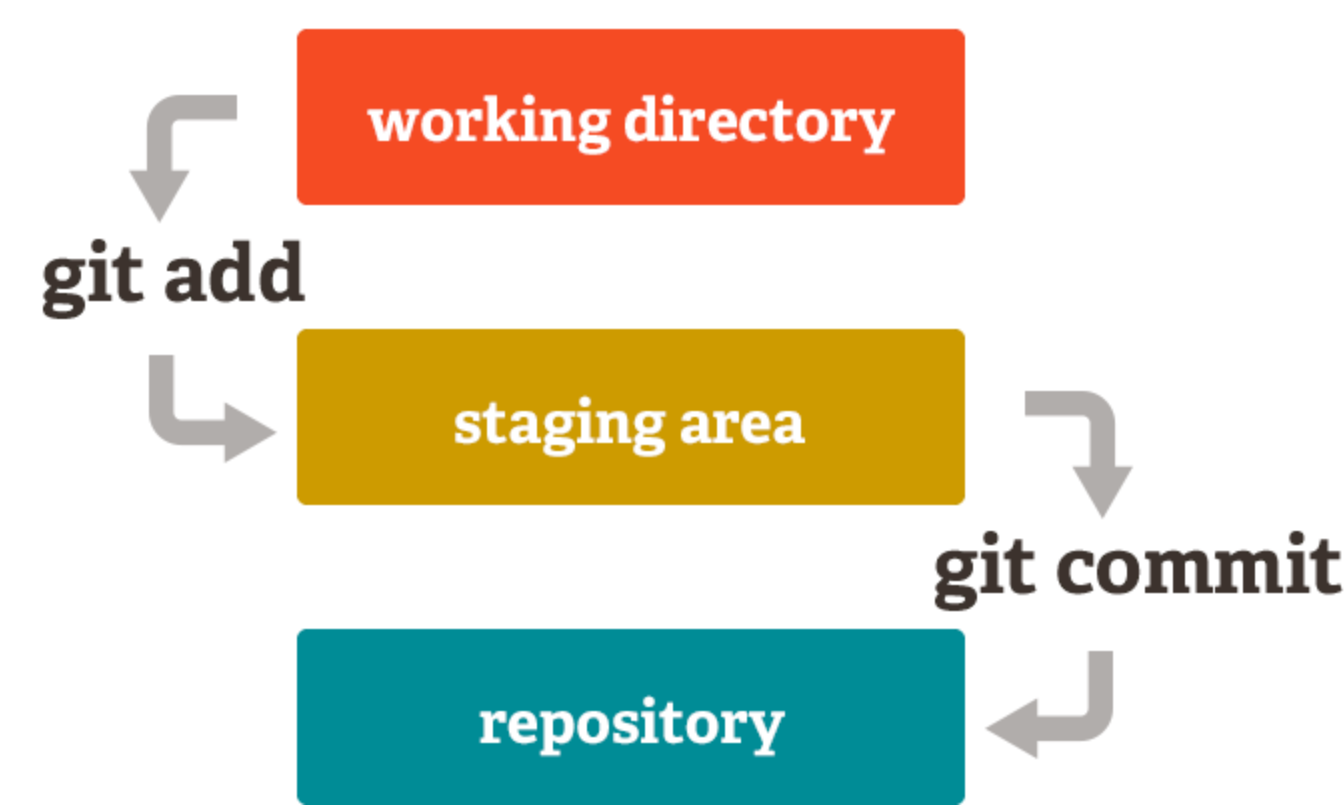 working directory
git add
staging area
git commit
repository